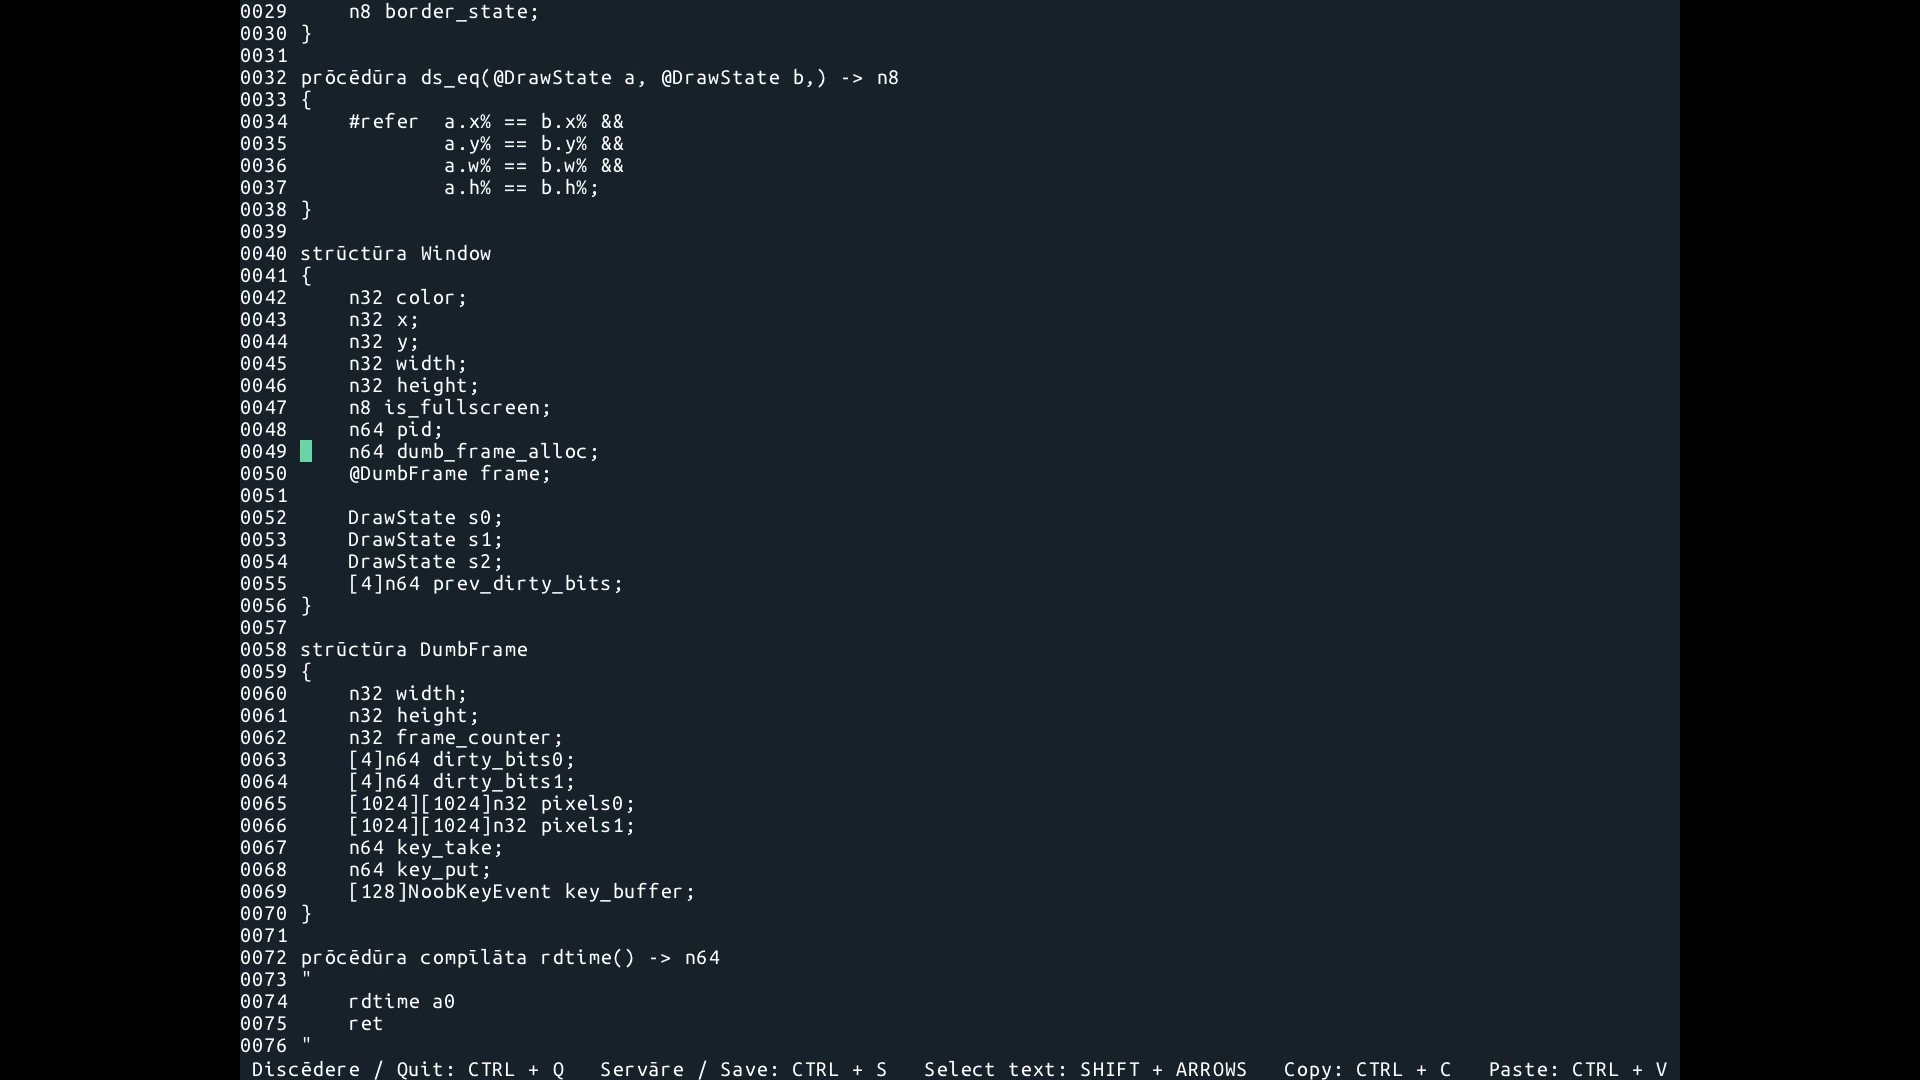 0029     n8 border_state;
0030 }
0031
0032 prōcēdūra ds_eq(@DrawState a, @DrawState b,) -> n8
0033 {
0034     #refer  a.x% == b.x% &&
0035             a.y% == b.y% &&
0036             a.w% == b.w% &&
0037             a.h% == b.h%;
0038 }
0039
0040 strūctūra Window
0041 {
0042     n32 color;
0043     n32 x;
0044     n32 y;
0045     n32 width;
0046     n32 height;
0047     n8 is_fullscreen;
0048     n64 pid;
0049     n64 dumb_frame_alloc;
0050     @DumbFrame frame;
0051
0052     DrawState s0;
0053     DrawState s1;
0054     DrawState s2;
0055     [4]n64 prev_dirty_bits;
0056 }
0057
0058 strūctūra DumbFrame
0059 {
0060     n32 width;
0061     n32 height;
0062     n32 frame_counter;
0063     [4]n64 dirty_bits0;
0064     [4]n64 dirty_bits1;
0065     [1024][1024]n32 pixels0;
0066     [1024][1024]n32 pixels1;
0067     n64 key_take;
0068     n64 key_put;
0069     [128]NoobKeyEvent key_buffer;
0070 }
0071
0072 prōcēdūra compīlāta rdtime() -> n64
0073 "
0074     rdtime a0
0075     ret
0076 "
Discēdere / Quit: CTRL + Q   Servāre / Save: CTRL + S   Select text: SHIFT + ARROWS   Copy: CTRL + C   Paste: CTRL + V